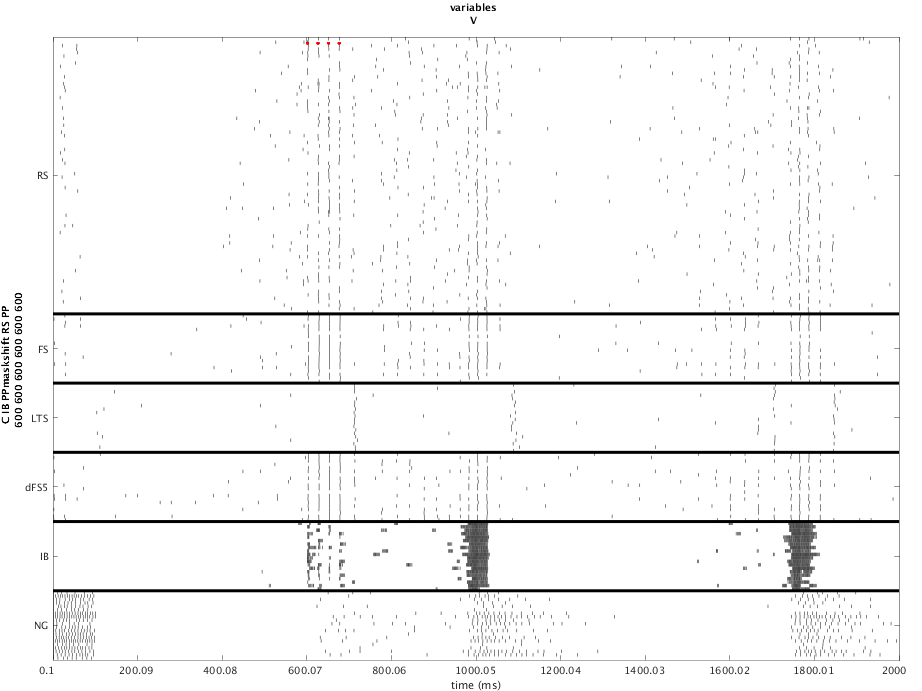 variables
V
C IB PPmaskshift RS PP
600 600 600 600 600 600 600
RS
FS
LTS
dFS5
IB
NG
0.1 200.09 400.08 600.07 800.06 1000.05 1200.04 1400.03 1600.02 1800.01 2000
time (ms)